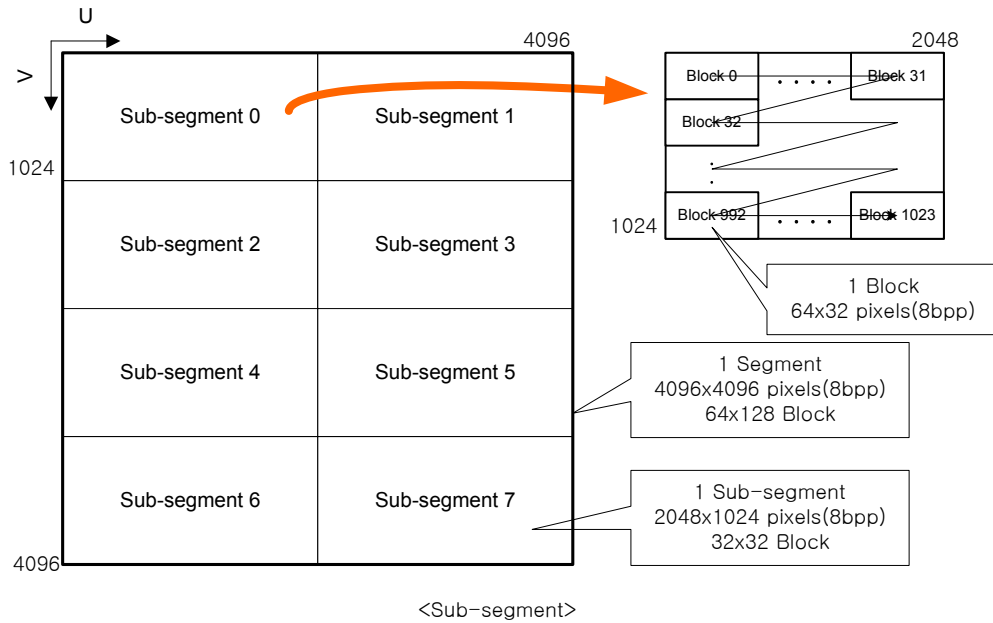 U
V
4096
Sub-segment 0
Sub-segment 1
1024
Sub-segment 2
Sub-segment 3
Sub-segment 4
Sub-segment 5
Sub-segment 6
Sub-segment 7
4096
2048
Block 0
Block 31
Block 32
Block 992
Block 1023
1024
1 Block
64x32 pixels(8bpp)
1 Segment
4096x4096 pixels(8bpp)
64x128 Block
1 Sub-segment
2048x1024 pixels(8bpp)
32x32 Block
<Sub-segment>